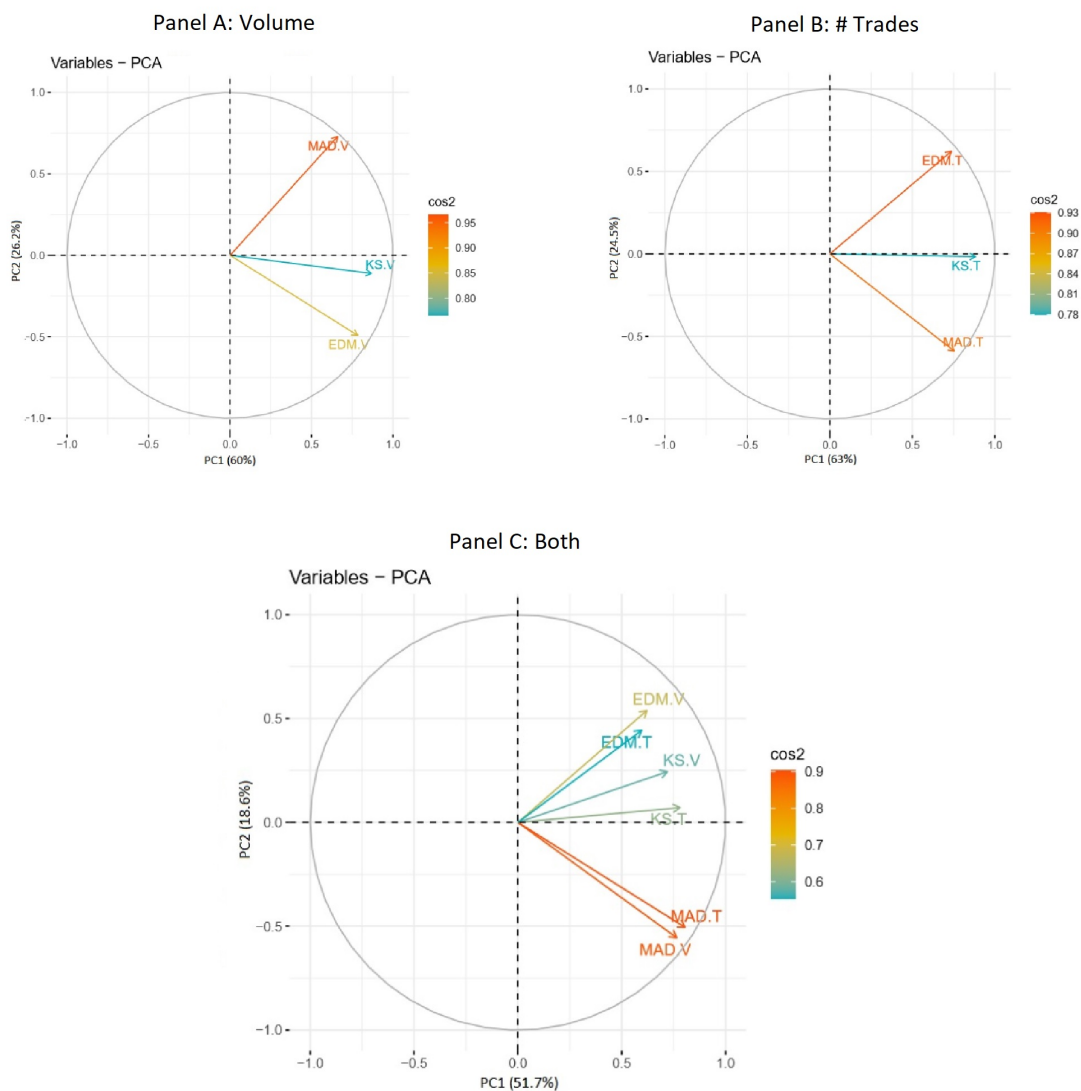 Panel A: Volume
Variables − PCA
1.0
0.5
0.0
-0.5
-1.0
PC2 (26.2%)
MAD.V
KS.V
EDM.V
−1.0 −0.5 0.0 0.5 1.0
PC1 (60%)
cos2
0.95
0.90
0.85
0.80
Panel B: # Trades
Variables − PCA
1.0
0.5
0.0
−0.5
−1.0
PC2 (24.5%)
EDM.T
KS.T
MAD.T
−1.0 −0.5 0.0 0.5 1.0
PC1 (63%)
cos2
0.93
0.90
0.87
0.84
0.81
0.78
Panel C: Both
Variables − PCA
1.0
0.5
0.0
−0.5
−1.0
PC2 (18.6%)
EDM.V
EDM.T
KS.V
KS.T
MAD.T
MAD.V
−1.0 −0.5 0.0 0.5 1.0
PC1 (51.7%)
cos2
0.9
0.8
0.7
0.6